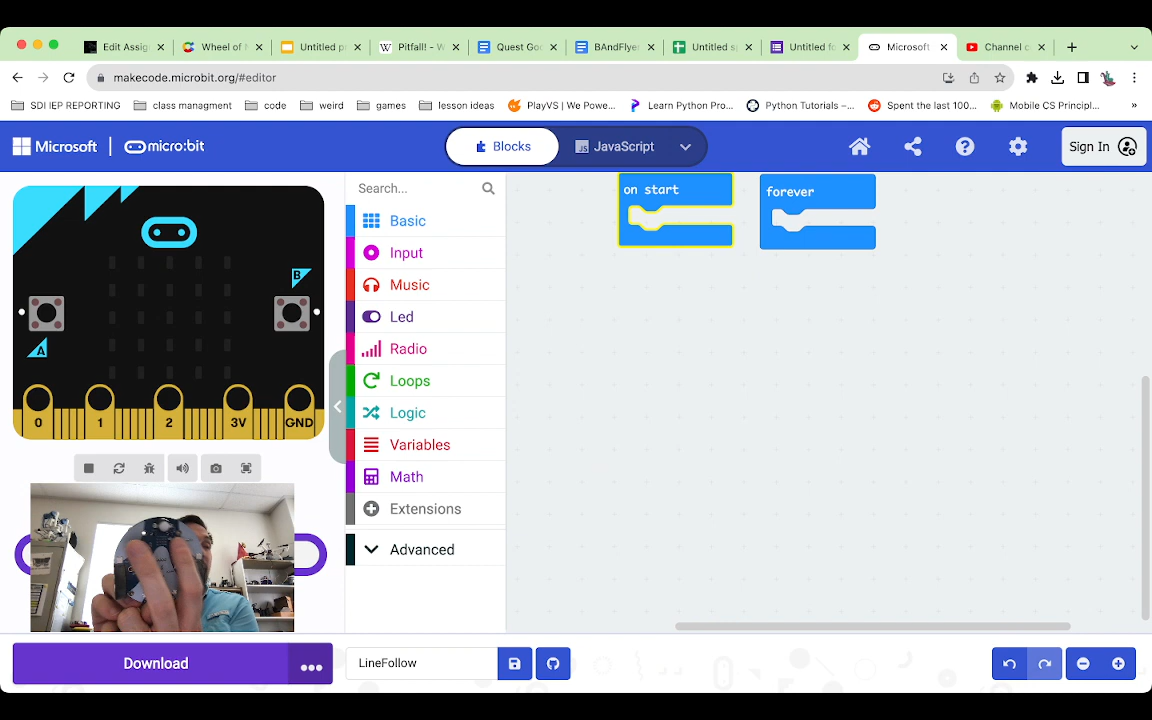 Edit Assig
Wheel of
Untitled p
Pitfall! - W
Quest Go
BAndFlye
Untitled s
Untitled fo
Microsoft
Channel c
makecode.microbit.org/#editor
SDI IEP REPORTING
class managment
code
weird
games
lesson ideas
PlayVS | We Powe...
Learn Python Pro...
Python Tutorials –...
Spent the last 100...
Mobile CS Principl...
»
Microsoft | micro:bit
Blocks
JS JavaScript
Sign In
Search...
on start
forever
Basic
Input
Music
Led
Radio
Loops
Logic
Variables
Math
Extensions
Advanced
B
A
0 1 2 3V GND
Download
...
LineFollow